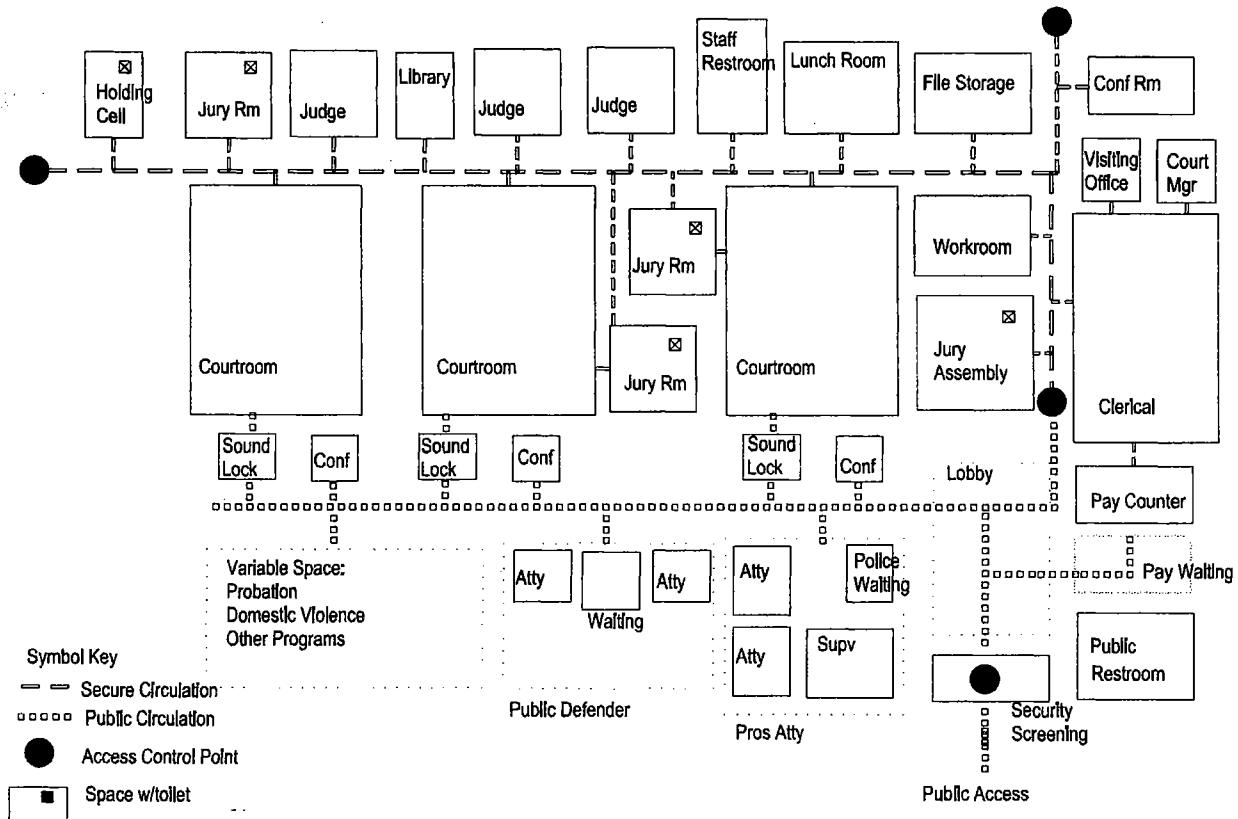 Staff
Restroom
Lunch Room
Holding
Cell
Jury Rm
Judge
Library
Judge
Judge
File Storage
Conf Rm
Visiting
Office
Court
Mgr
Jury Rm
Workroom
Courtroom
Courtroom
Jury Rm
Courtroom
Jury
Assembly
Clerical
Sound
Lock
Conf
Sound
Lock
Conf
Sound
Lock
Conf
Lobby
Pay Counter
Variable Space:
Probation
Domestic Violence
Other Programs
Atty
Atty
Waiting
Atty
Police
Waiting
Pay Waiting
Atty
Supv
Public
Restroom
Public Defender
Pros Atty
Security
Screening
Public Access
Symbol Key
Secure Circulation
Public Circulation
Access Control Point
Space w/toilet